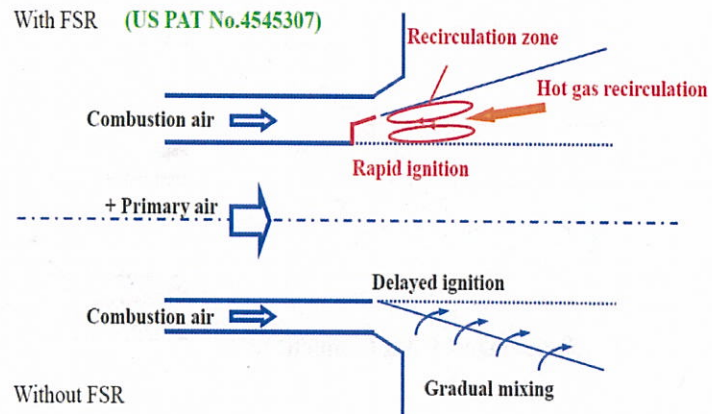 With FSR (US PAT No.4545307)
Recirculation zone
Hot gas recirculation
Combustion air
Rapid ignition
+ Primary air
Delayed ignition
Combustion air
Gradual mixing
Without FSR